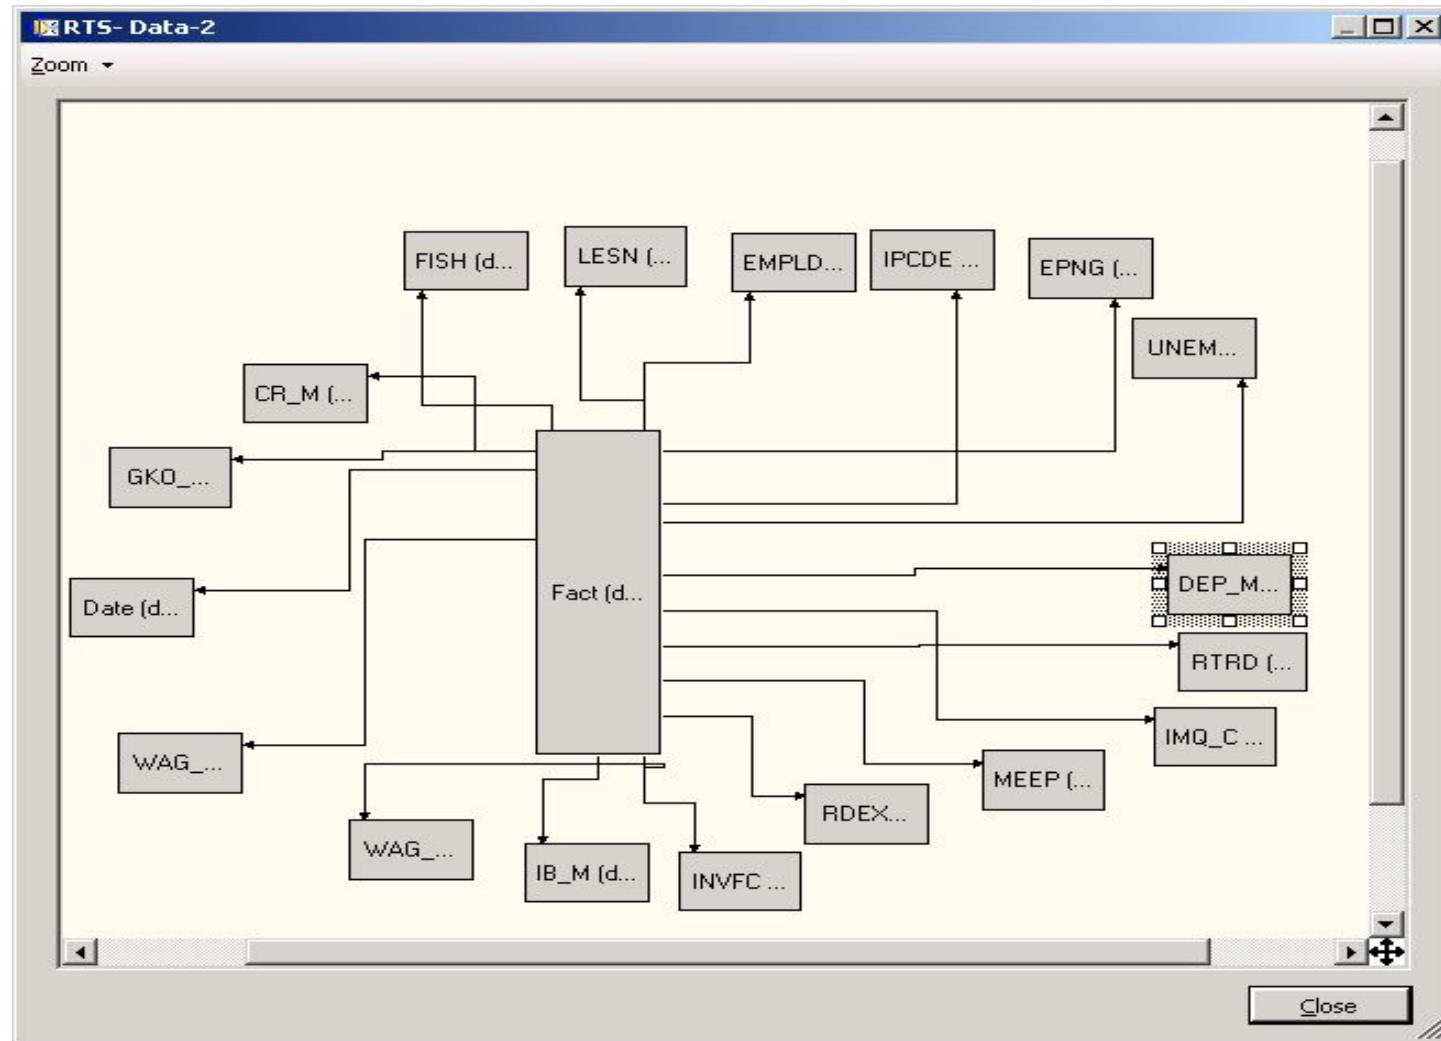 RTS- Data-2
Zoom
FISH (d...
LESN (...
EMPLD...
IPCDE ...
EPNG (...
UNEM...
CR_M (...
GKO_...
Fact (d...
DEP_M...
Date (d...
RTRD (...
IMQ_C ...
WAG_...
MEEP (...
RDEX...
WAG_...
IB_M (d...
INVFC ...
Close